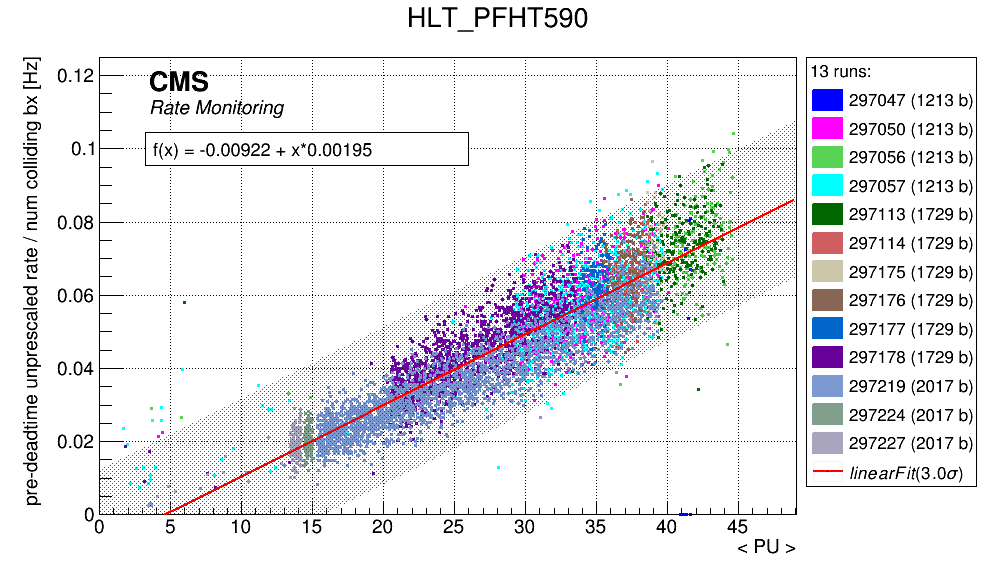 HLT_PFHT590
pre-deadtime unprescaled rate / num colliding bx [Hz]
0.12
0.1
0.08
0.06
0.04
0.02
0
CMS
Rate Monitoring
f(x) = -0.00922 + x*0.00195
0 5 10 15 20 25 30 35 40 45
< PU >
13 runs:
297047 (1213 b)
297050 (1213 b)
297056 (1213 b)
297057 (1213 b)
297113 (1729 b)
297114 (1729 b)
297175 (1729 b)
297176 (1729 b)
297177 (1729 b)
297178 (1729 b)
297219 (2017 b)
297224 (2017 b)
297227 (2017 b)
linearFit(3.0σ)